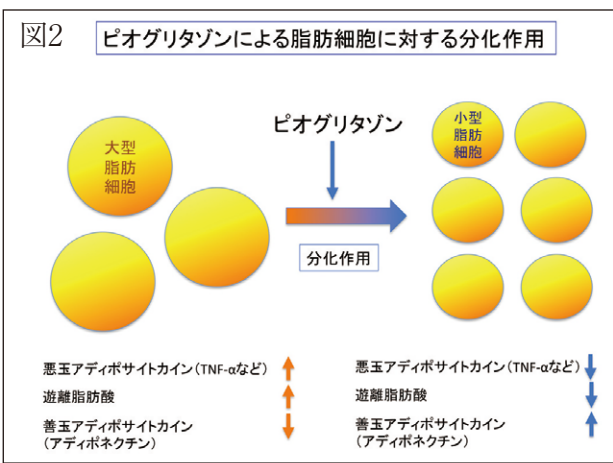 図2
ピオグリタゾンによる脂肪細胞に対する分化作用
大型
脂肪
細胞
ピオグリタゾン
分化作用
小型
脂肪
細胞
悪玉アディポサイトカイン(TNF-αなど)
遊離脂肪酸
善玉アディポサイトカイン
(アディポネクチン)
悪玉アディポサイトカイン(TNF-αなど)
遊離脂肪酸
善玉アディポサイトカイン
(アディポネクチン)